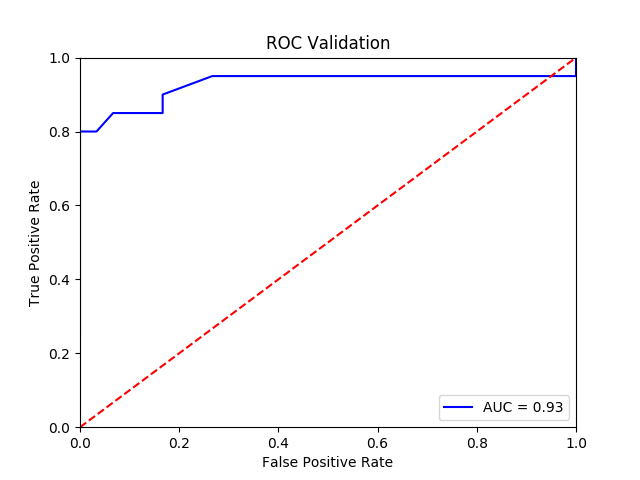 ROC Validation
1.0
0.8
0.6
0.4
0.2
0.0
True Positive Rate
0.0 0.2 0.4 0.6 0.8 1.0
False Positive Rate
AUC = 0.93